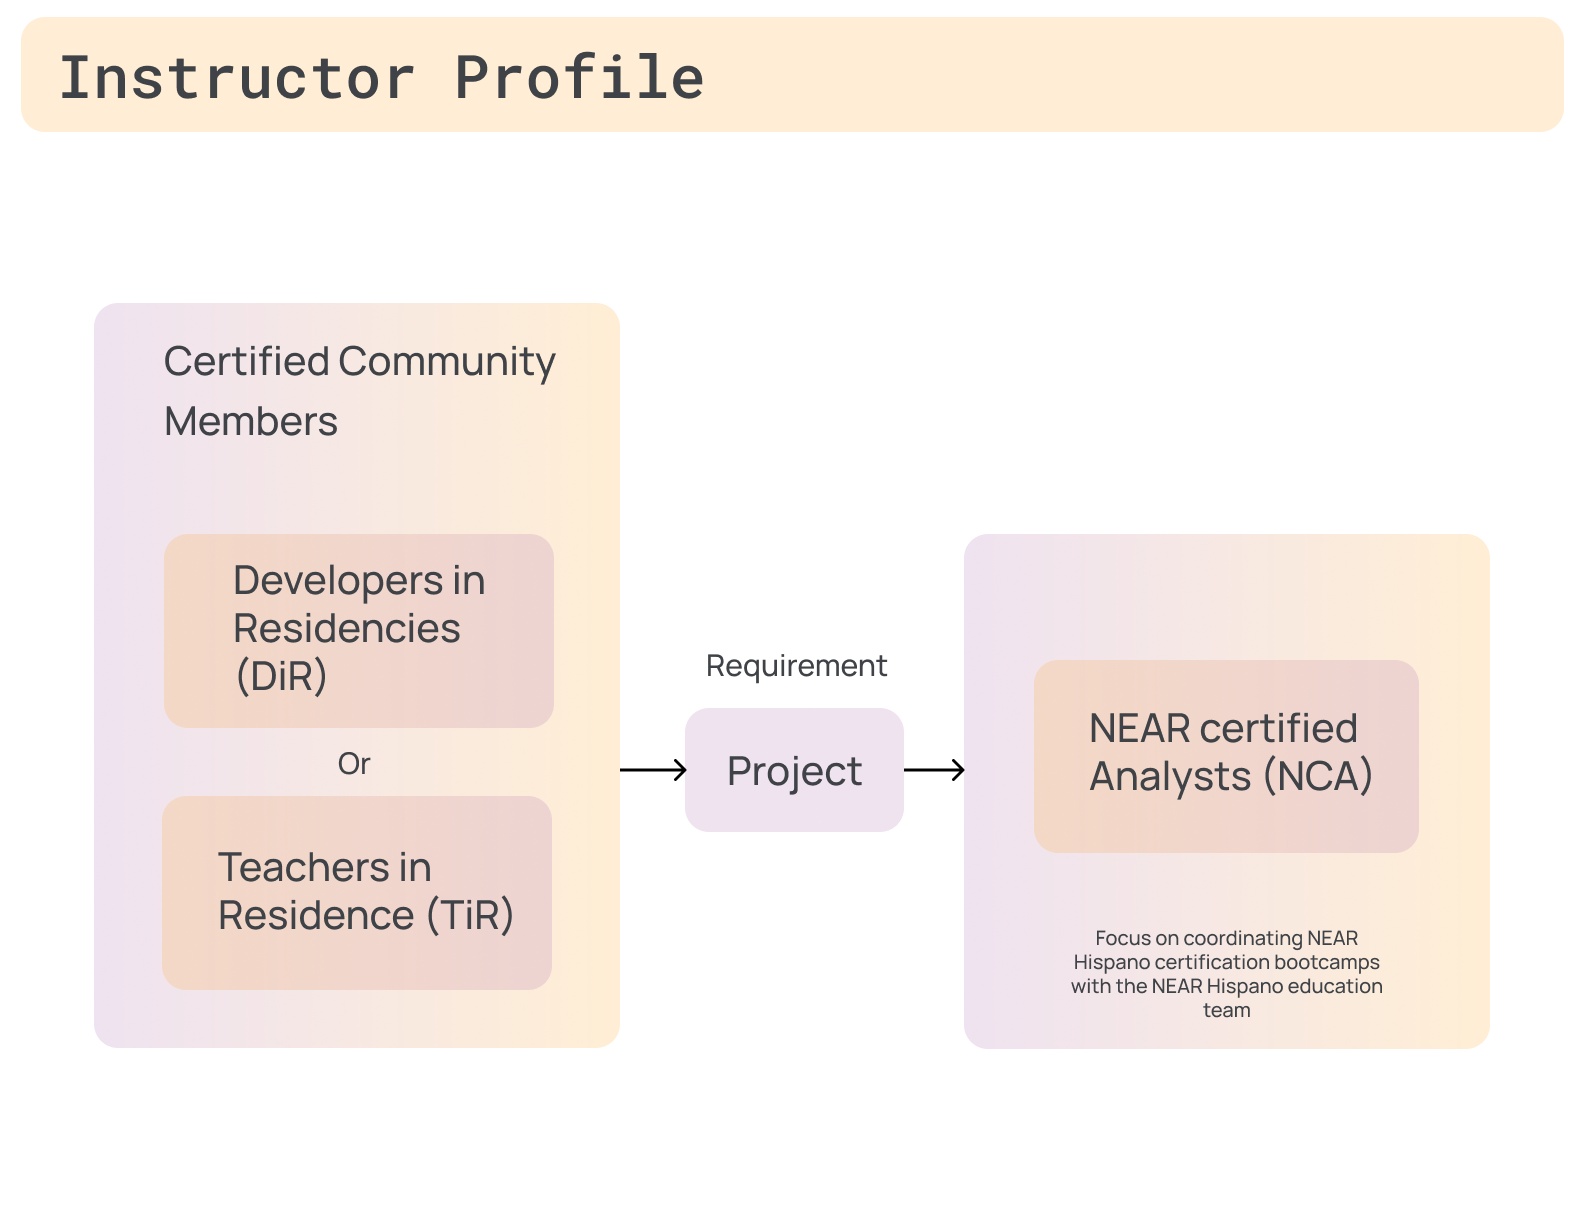 Instructor Profile
Certified Community
Members
Developers in
Residencies
(DiR)
Or
Teachers in
Residence (TiR)
Requirement
Project
NEAR certified
Analysts (NCA)
Focus on coordinating NEAR
Hispano certification bootcamps
with the NEAR Hispano education
team